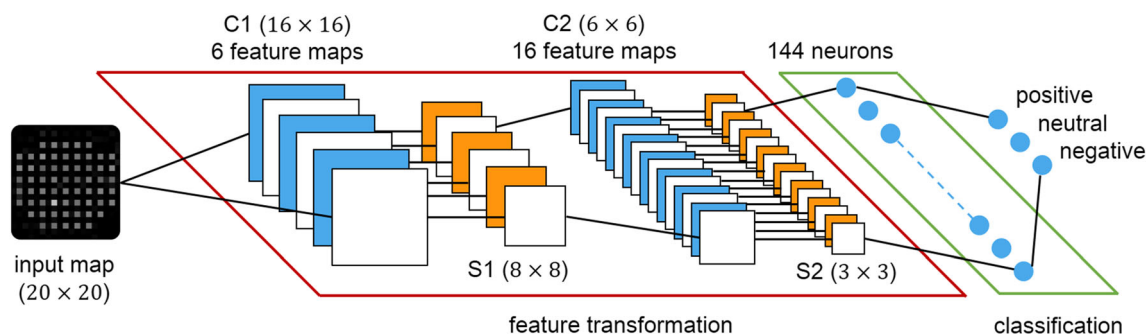 C1 (16 × 16)
6 feature maps
C2 (6 × 6)
16 feature maps
144 neurons
positive
neutral
negative
input map
(20 × 20)
S1 (8 × 8)
S2 (3 × 3)
feature transformation
classification